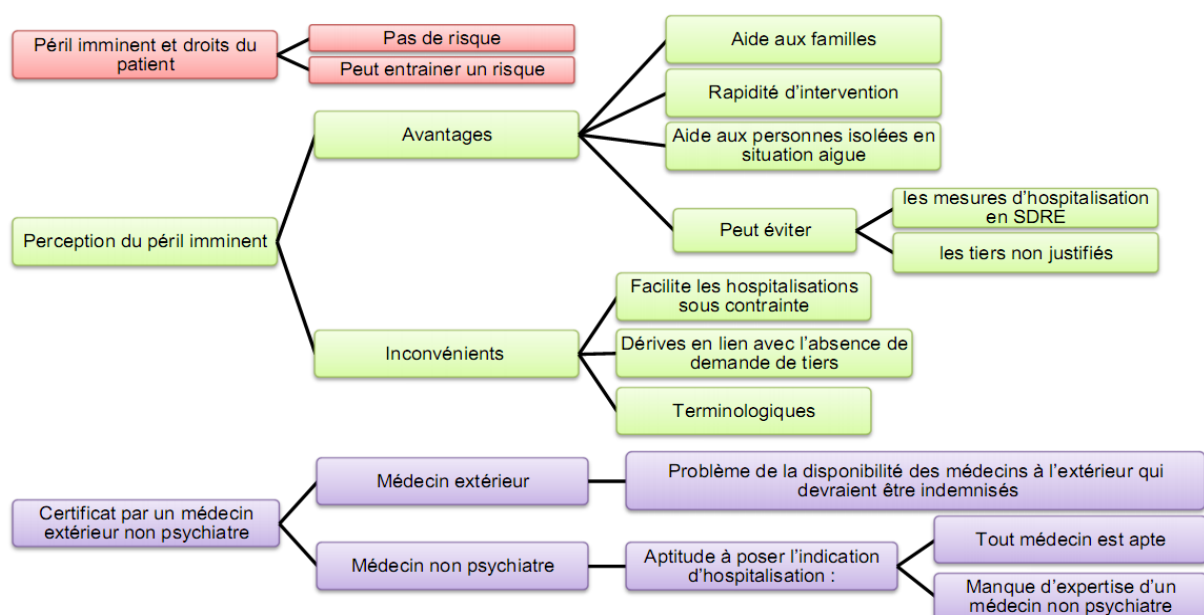 Péril imminent et droits du
patient
Pas de risque
Peut entrainer un risque
Perception du péril imminent
Avantages
Aide aux familles
Rapidité d'intervention
Aide aux personnes isolées en
situation aigue
Peut éviter
les mesures d'hospitalisation
en SDRE
les tiers non justifiés
Inconvénients
Facilite les hospitalisations
sous contrainte
Dérives en lien avec l'absence de
demande de tiers
Terminologiques
Certificat par un médecin
extérieur non psychiatre
Médecin extérieur
Problème de la disponibilité des médecins à l'extérieur qui
devraient être indemnisés
Médecin non psychiatre
Aptitude à poser l'indication
d'hospitalisation :
Tout médecin est apte
Manque d'expertise d'un
médecin non psychiatre